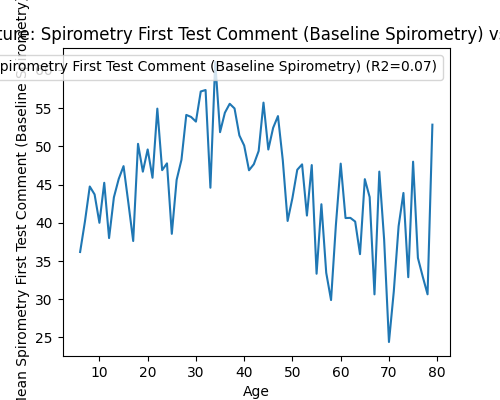 ture: Spirometry First Test Comment (Baseline Spirometry) v
pirometry First Test Comment (Baseline Spirometry) (R2=0.07)
lean Spirometry First Test Comment (Baseline Spirometry
60
55
50
45
40
35
30
25
10 20 30 40 50 60 70 80
Age